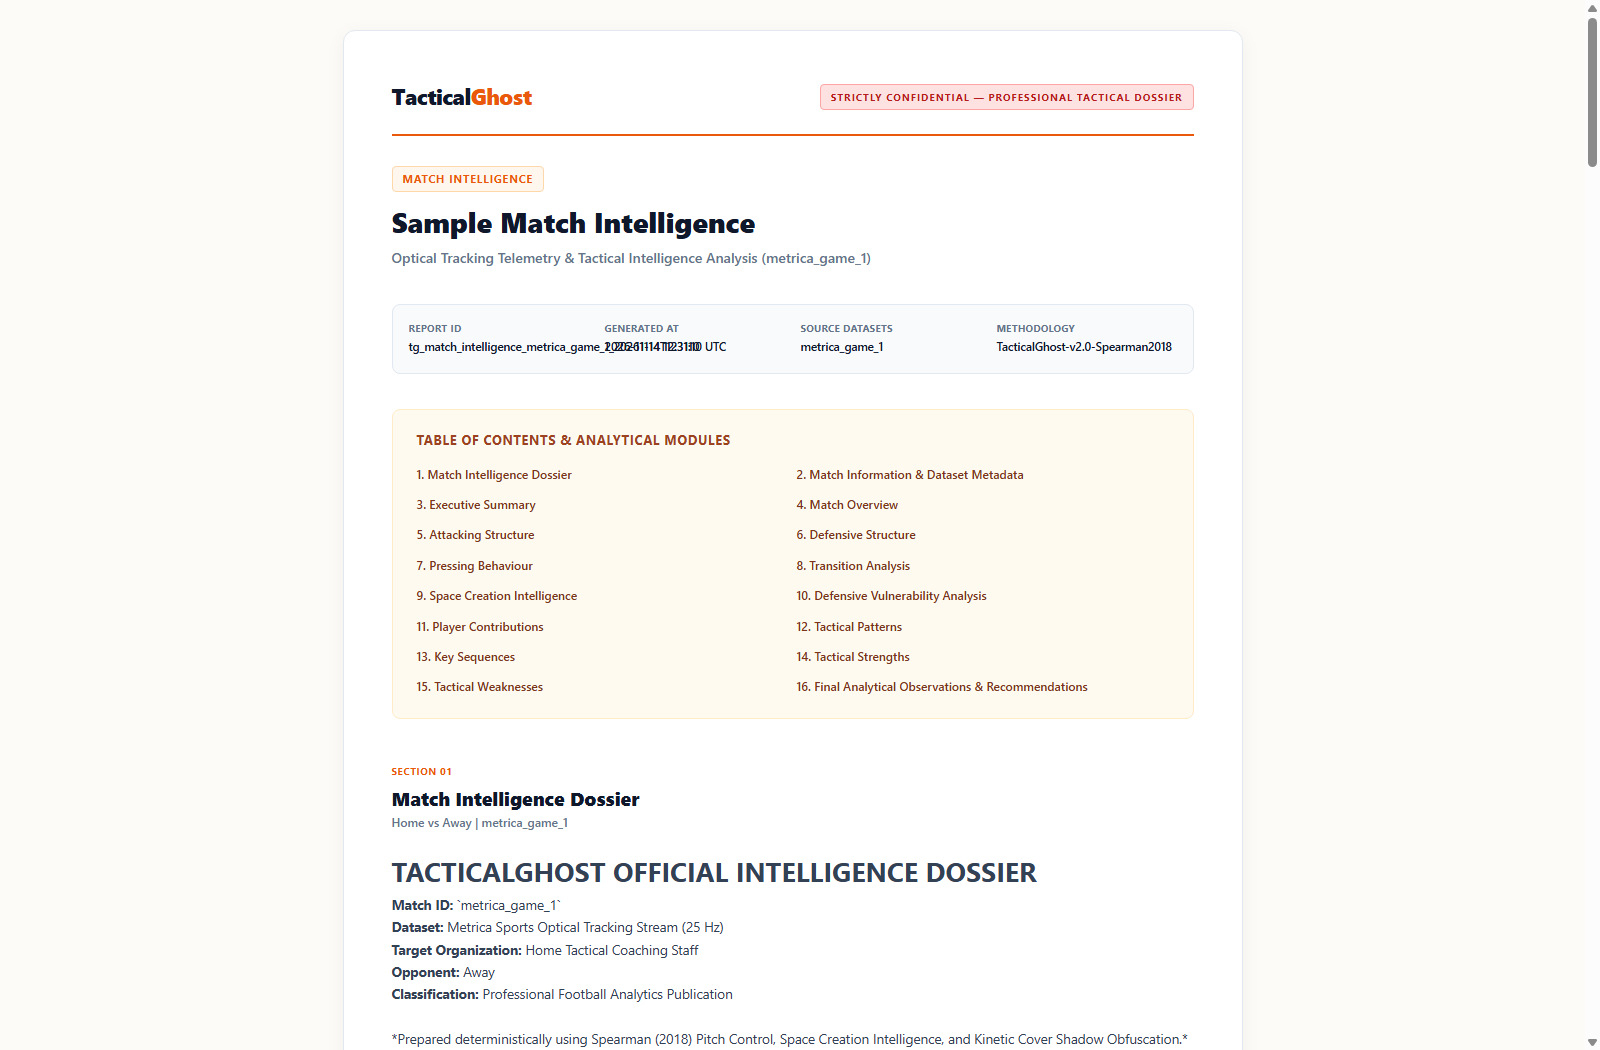 TacticalGhost
STRICTLY CONFIDENTIAL — PROFESSIONAL TACTICAL DOSSIER
MATCH INTELLIGENCE
Sample Match Intelligence
Optical Tracking Telemetry & Tactical Intelligence Analysis (metrica_game_1)
REPORT ID GENERATED AT SOURCE DATASETS METHODOLOGY
tg_match_intelligence_metrica_game_ UTC metrica_game_1 TacticalGhost-v2.0-Spearman2018
TABLE OF CONTENTS & ANALYTICAL MODULES
1. Match Intelligence Dossier 2. Match Information & Dataset Metadata
3. Executive Summary 4. Match Overview
5. Attacking Structure 6. Defensive Structure
7. Pressing Behaviour 8. Transition Analysis
9. Space Creation Intelligence 10. Defensive Vulnerability Analysis
11. Player Contributions 12. Tactical Patterns
13. Key Sequences 14. Tactical Strengths
15. Tactical Weaknesses 16. Final Analytical Observations & Recommendations
SECTION 01
Match Intelligence Dossier
Home vs Away | metrica_game_1
TACTICALGHOST OFFICIAL INTELLIGENCE DOSSIER
Match ID: `metrica_game_1`
Dataset: Metrica Sports Optical Tracking Stream (25 Hz)
Target Organization: Home Tactical Coaching Staff
Opponent: Away
Classification: Professional Football Analytics Publication
*Prepared deterministically using Spearman (2018) Pitch Control, Space Creation Intelligence, and Kinetic Cover Shadow Obfuscation.*